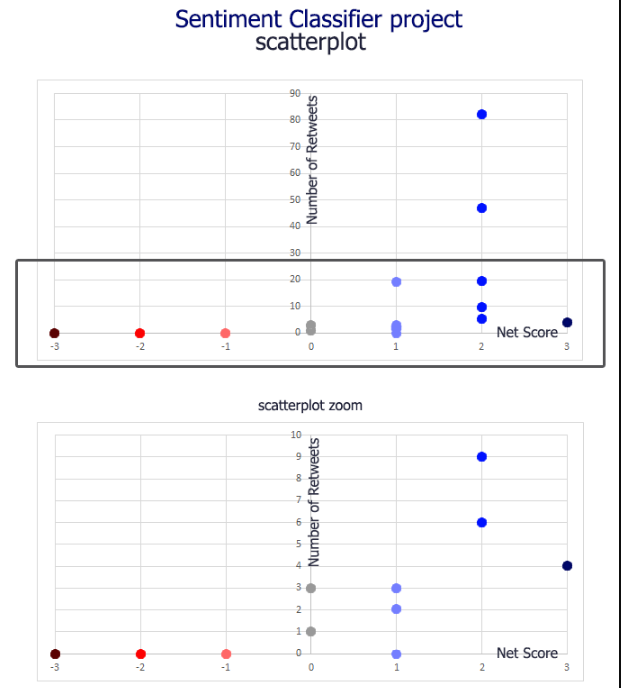 Sentiment Classifier project
scatterplot
90
80
70
60
50
40
30
20
10
0
Number of Retweets
Net Score
-3 -2 -1 0 1 2 3
scatterplot zoom
10
9
8
7
6
5
4
3
2
1
0
Number of Retweets
Net Score
-3 -2 -1 0 1 2 3